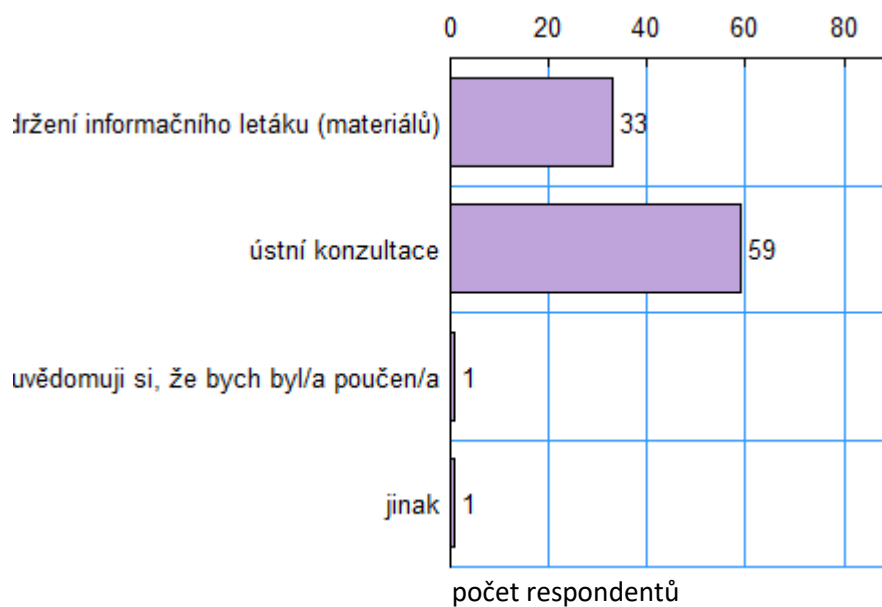 0 20 40 60 80
držení informačního letáku (materiálů) 33
ústní konzultace 59
uvědomuji si, že bych byl/a poučen/a 1
jinak 1
počet respondentů